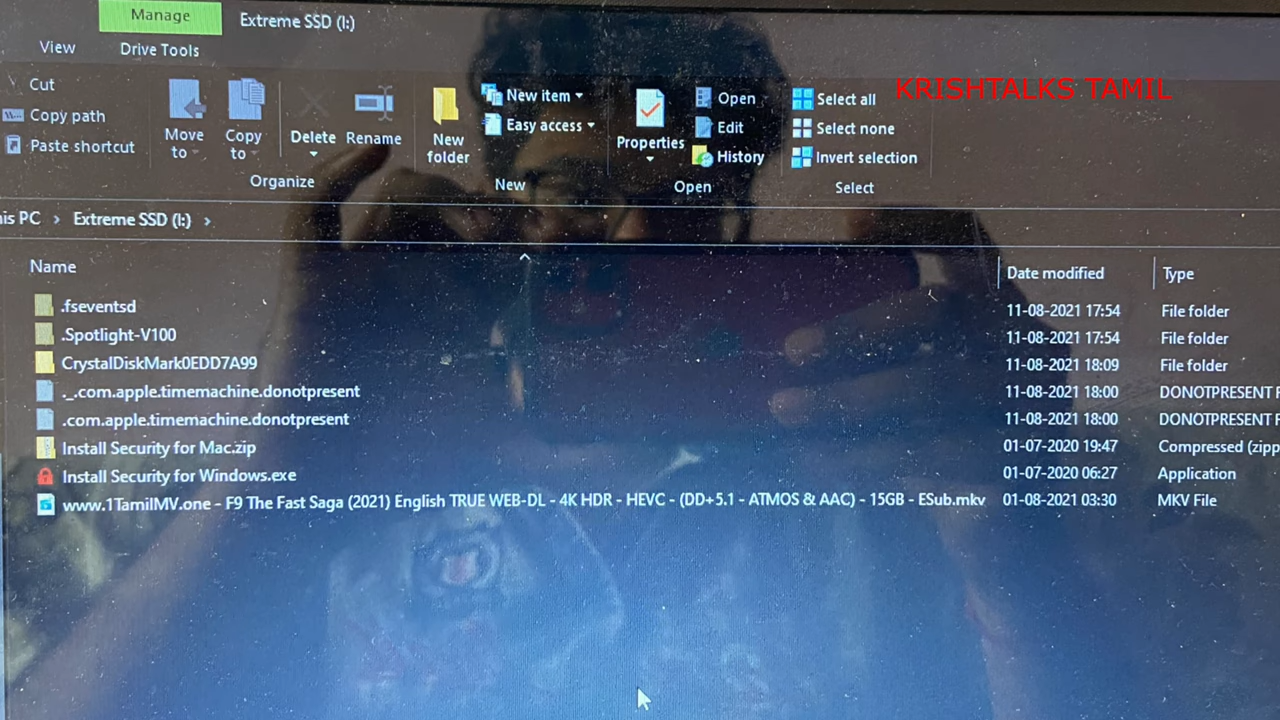 Manage
Extreme SSD (I:)
View
Drive Tools
Cut
Copy path
Paste shortcut
Move to
Copy to
Delete
Rename
Organize
New folder
New item
Easy access
New
Properties
Open
Edit
History
Open
Select all
Select none
Invert selection
Select
KRISHTALKS TAMIL
his PC > Extreme SSD (I:) >
Name Date modified Type
.fseventsd 11-08-2021 17:54 File folder
.Spotlight-V100 11-08-2021 17:54 File folder
CrystalDiskMark0EDD7A99 11-08-2021 18:09 File folder
._.com.apple.timemachine.donotpresent 11-08-2021 18:00 DONOTPRESENT F
.com.apple.timemachine.donotpresent 11-08-2021 18:00 DONOTPRESENT F
Install Security for Mac.zip 01-07-2020 19:47 Compressed (zipp
Install Security for Windows.exe 01-07-2020 06:27 Application
www.1TamilMV.one - F9 The Fast Saga (2021) English TRUE WEB-DL - 4K HDR - HEVC - (DD+5.1 - ATMOS & AAC) - 15GB - ESub.mkv 01-08-2021 03:30 MKV File